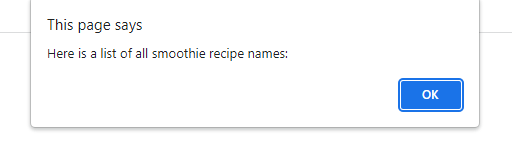 This page says
Here is a list of all smoothie recipe names:
OK